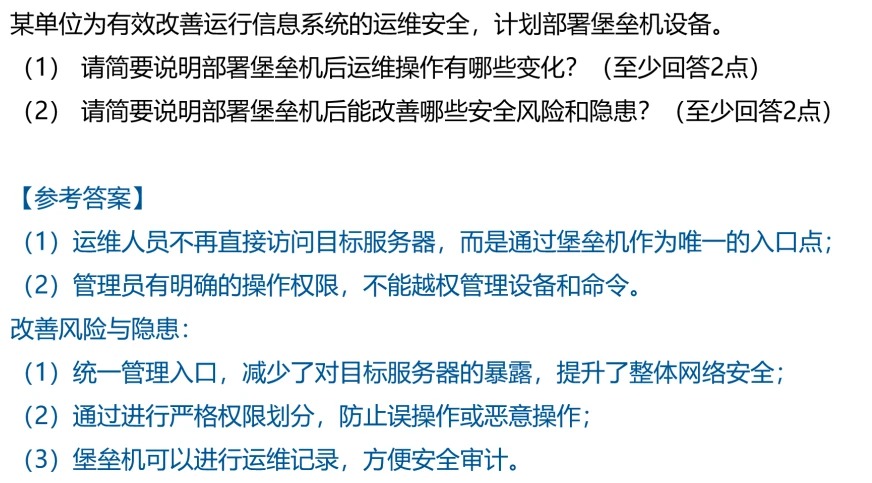 某单位为有效改善运行信息系统的运维安全，计划部署堡垒机设备。
（1） 请简要说明部署堡垒机后运维操作有哪些变化？（至少回答2点）
（2） 请简要说明部署堡垒机后能改善哪些安全风险和隐患？（至少回答2点）
【参考答案】
（1）运维人员不再直接访问目标服务器，而是通过堡垒机作为唯一的入口点；
（2）管理员有明确的操作权限，不能越权管理设备和命令。
改善风险与隐患：
（1）统一管理入口，减少了对目标服务器的暴露，提升了整体网络安全；
（2）通过进行严格权限划分，防止误操作或恶意操作；
（3）堡垒机可以进行运维记录，方便安全审计。